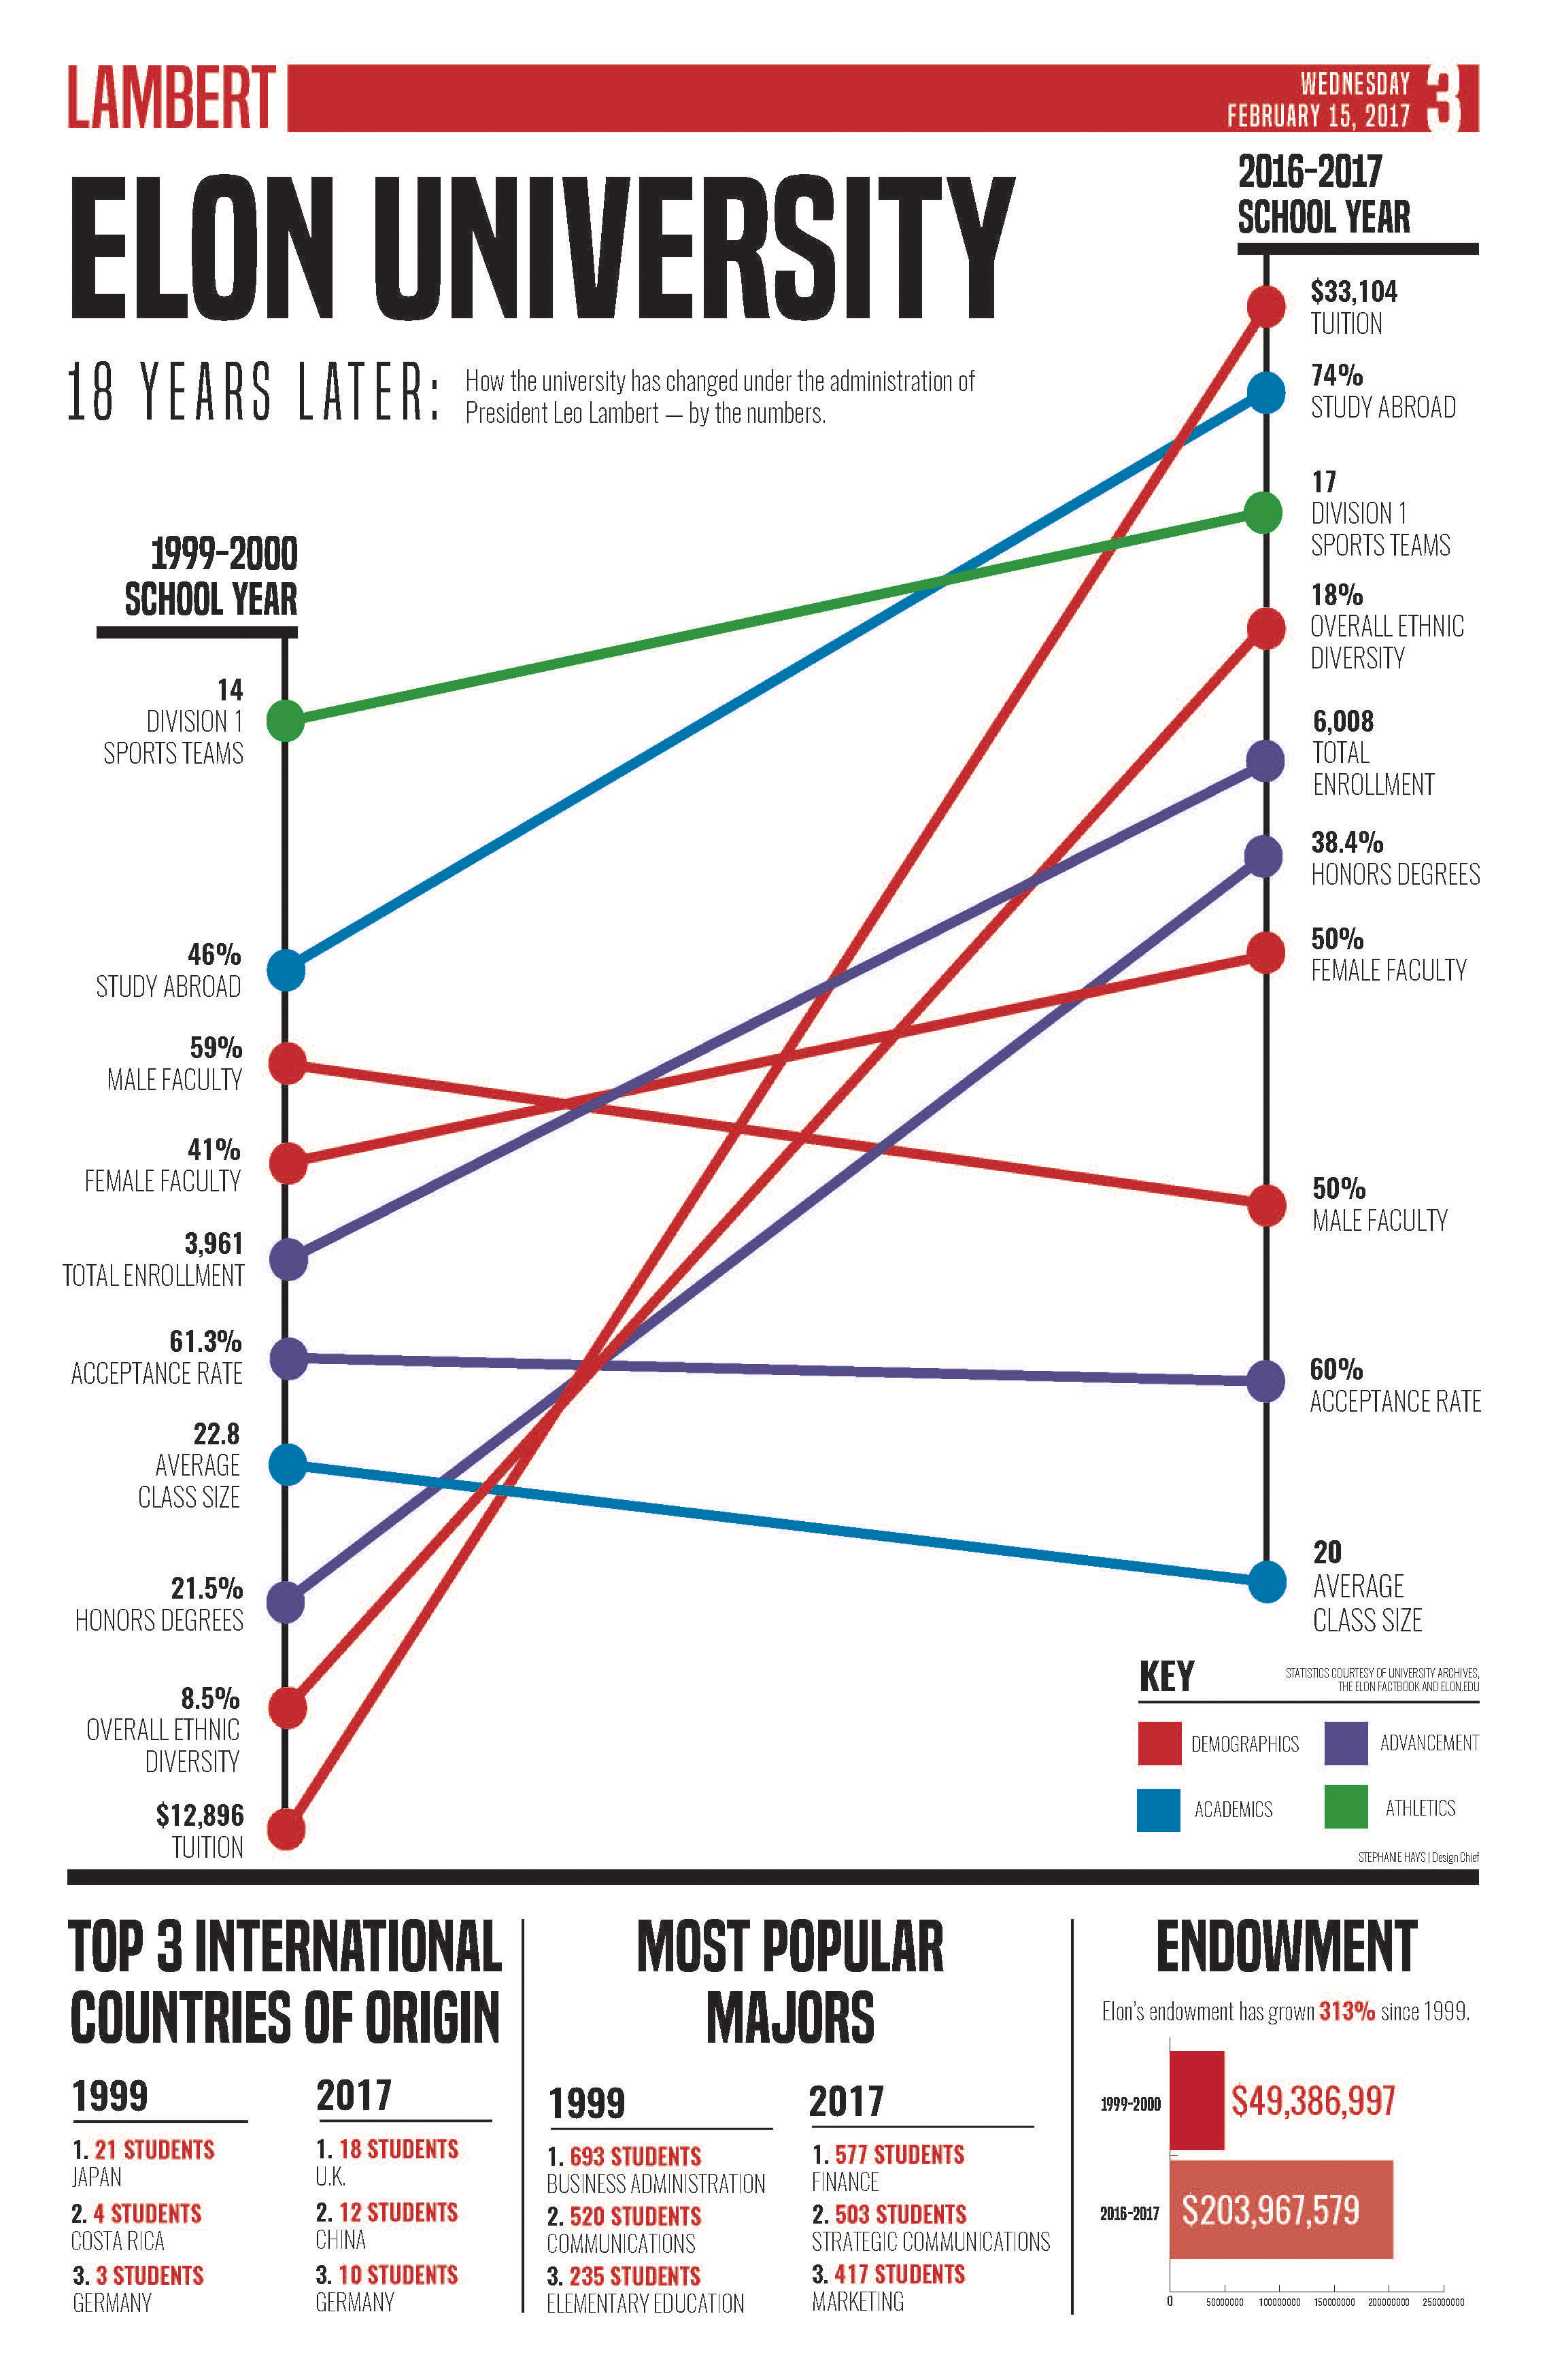 LAMBERT
WEDNESDAY
FEBRUARY 15, 2017
3
ELON UNIVERSITY
18 YEARS LATER:
How the university has changed under the administration of
President Leo Lambert — by the numbers.
1999-2000
SCHOOL YEAR
14
DIVISION 1
SPORTS TEAMS
46%
STUDY ABROAD
59%
MALE FACULTY
41%
FEMALE FACULTY
3,961
TOTAL ENROLLMENT
61.3%
ACCEPTANCE RATE
22.8
AVERAGE
CLASS SIZE
21.5%
HONORS DEGREES
8.5%
OVERALL ETHNIC
DIVERSITY
$12,896
TUITION
2016-2017
SCHOOL YEAR
$33,104
TUITION
74%
STUDY ABROAD
17
DIVISION 1
SPORTS TEAMS
18%
OVERALL ETHNIC
DIVERSITY
6,008
TOTAL
ENROLLMENT
38.4%
HONORS DEGREES
50%
FEMALE FACULTY
50%
MALE FACULTY
60%
ACCEPTANCE RATE
20
AVERAGE
CLASS SIZE
KEY
STATISTICS COURTESY OF UNIVERSITY ARCHIVES,
THE ELON FACTBOOK AND ELON.EDU
DEMOGRAPHICS
ADVANCEMENT
ACADEMICS
ATHLETICS
STEPHANIE HAYS | Design Chief
TOP 3 INTERNATIONAL
COUNTRIES OF ORIGIN
1999
1. 21 STUDENTS
JAPAN
2. 4 STUDENTS
COSTA RICA
3. 3 STUDENTS
GERMANY
2017
1. 18 STUDENTS
U.K.
2. 12 STUDENTS
CHINA
3. 10 STUDENTS
GERMANY
MOST POPULAR
MAJORS
1999
1. 693 STUDENTS
BUSINESS ADMINISTRATION
2. 520 STUDENTS
COMMUNICATIONS
3. 235 STUDENTS
ELEMENTARY EDUCATION
2017
1. 577 STUDENTS
FINANCE
2. 503 STUDENTS
STRATEGIC COMMUNICATIONS
3. 417 STUDENTS
MARKETING
ENDOWMENT
Elon's endowment has grown 313% since 1999.
1999-2000
$49,386,997
2016-2017
$203,967,579
0 50000000 100000000 150000000 200000000 250000000